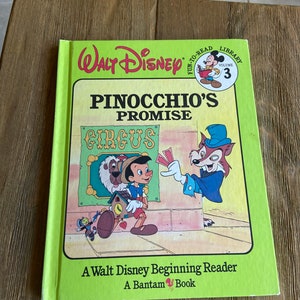 WALT DISNEY
FUN-TO-READ LIBRARY
VOLUME
3
PINOCCHIO'S
PROMISE
CIRCUS
A Walt Disney Beginning Reader
A Bantam Book